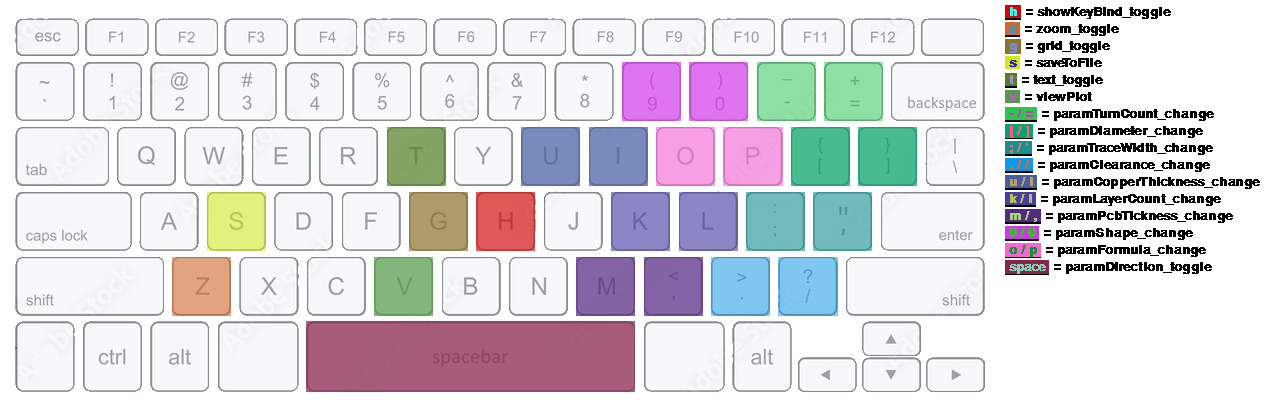 esc F1 F2 F3 F4 F5 F6 F7 F8 F9 F10 F11 F12
~ ! @ # $ % ^ & * ( ) _ +
` 1 2 3 4 5 6 7 8 9 0 - = backspace
tab Q W E R T Y U I O P { [ } ] | \
caps lock A S D F G H J K L : ; " , enter
shift Z X C V B N M < , > . ? / shift
ctrl alt spacebar alt
h = showKeyBind_toggle
z = zoom_toggle
g = grid_toggle
s = saveToFile
t = text_toggle
v = viewPlot
- / = = paramTurnCount_change
[ / ] = paramDiameter_change
; / ' = paramTraceWidth_change
. / / = paramClearance_change
u / i = paramCopperThickness_change
k / l = paramLayerCount_change
m / , = paramPcbTickness_change
9 / 0 = paramShape_change
o / p = paramFormula_change
space = paramDirection_toggle